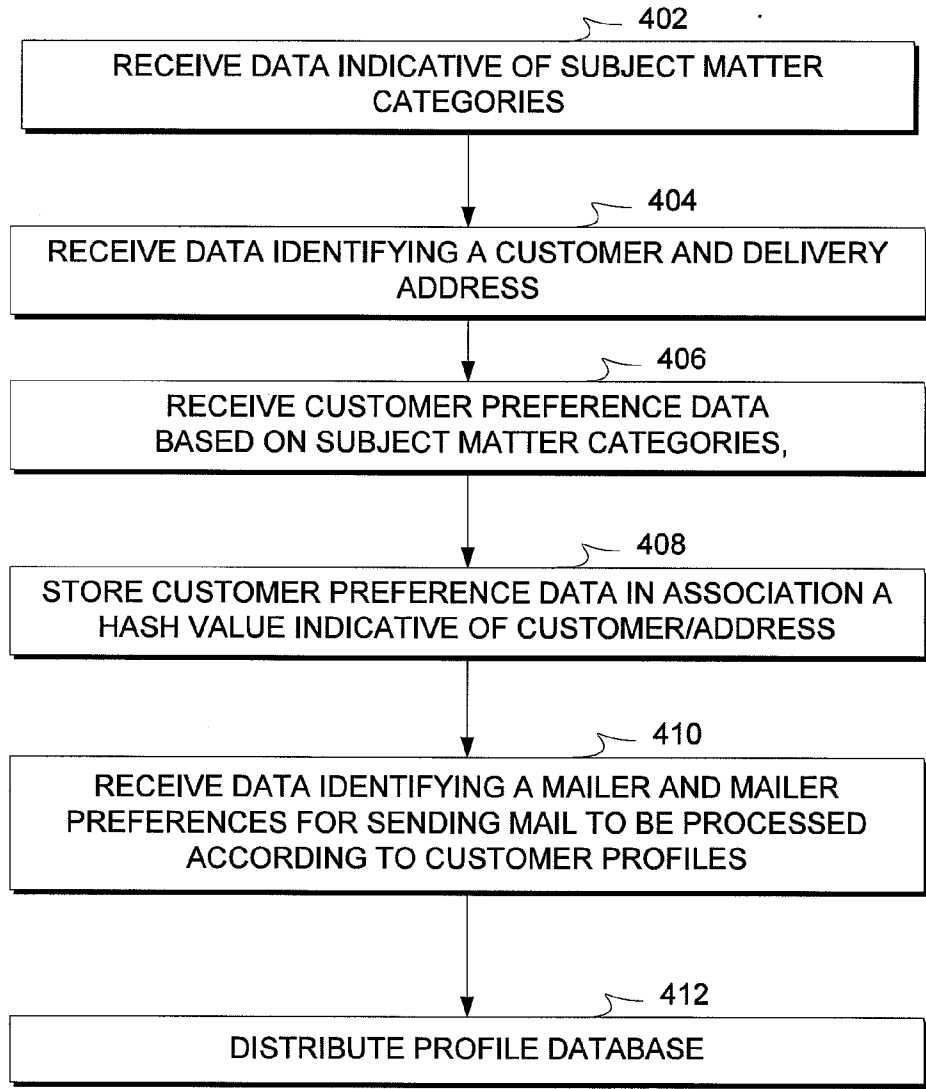 402
RECEIVE DATA INDICATIVE OF SUBJECT MATTER
CATEGORIES
404
RECEIVE DATA IDENTIFYING A CUSTOMER AND DELIVERY
ADDRESS
406
RECEIVE CUSTOMER PREFERENCE DATA
BASED ON SUBJECT MATTER CATEGORIES,
408
STORE CUSTOMER PREFERENCE DATA IN ASSOCIATION A
HASH VALUE INDICATIVE OF CUSTOMER/ADDRESS
410
RECEIVE DATA IDENTIFYING A MAILER AND MAILER
PREFERENCES FOR SENDING MAIL TO BE PROCESSED
ACCORDING TO CUSTOMER PROFILES
412
DISTRIBUTE PROFILE DATABASE